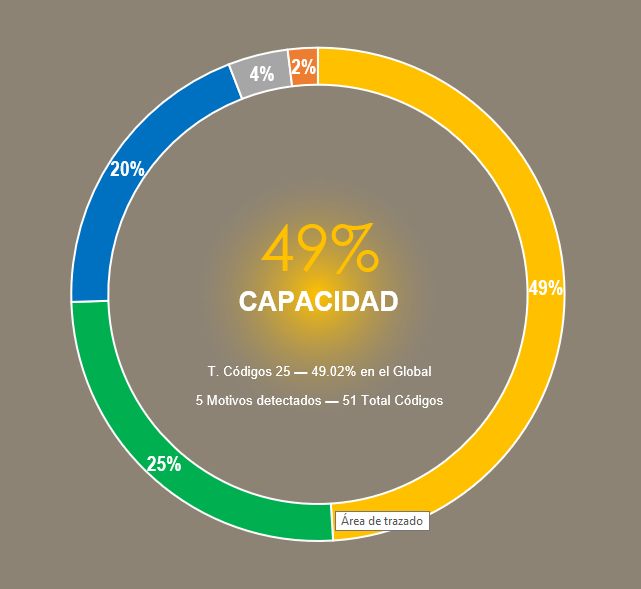 2%
4%
20%
49%
CAPACIDAD
49%
T. Códigos 25 — 49.02% en el Global
5 Motivos detectados — 51 Total Códigos
25%
Área de trazado